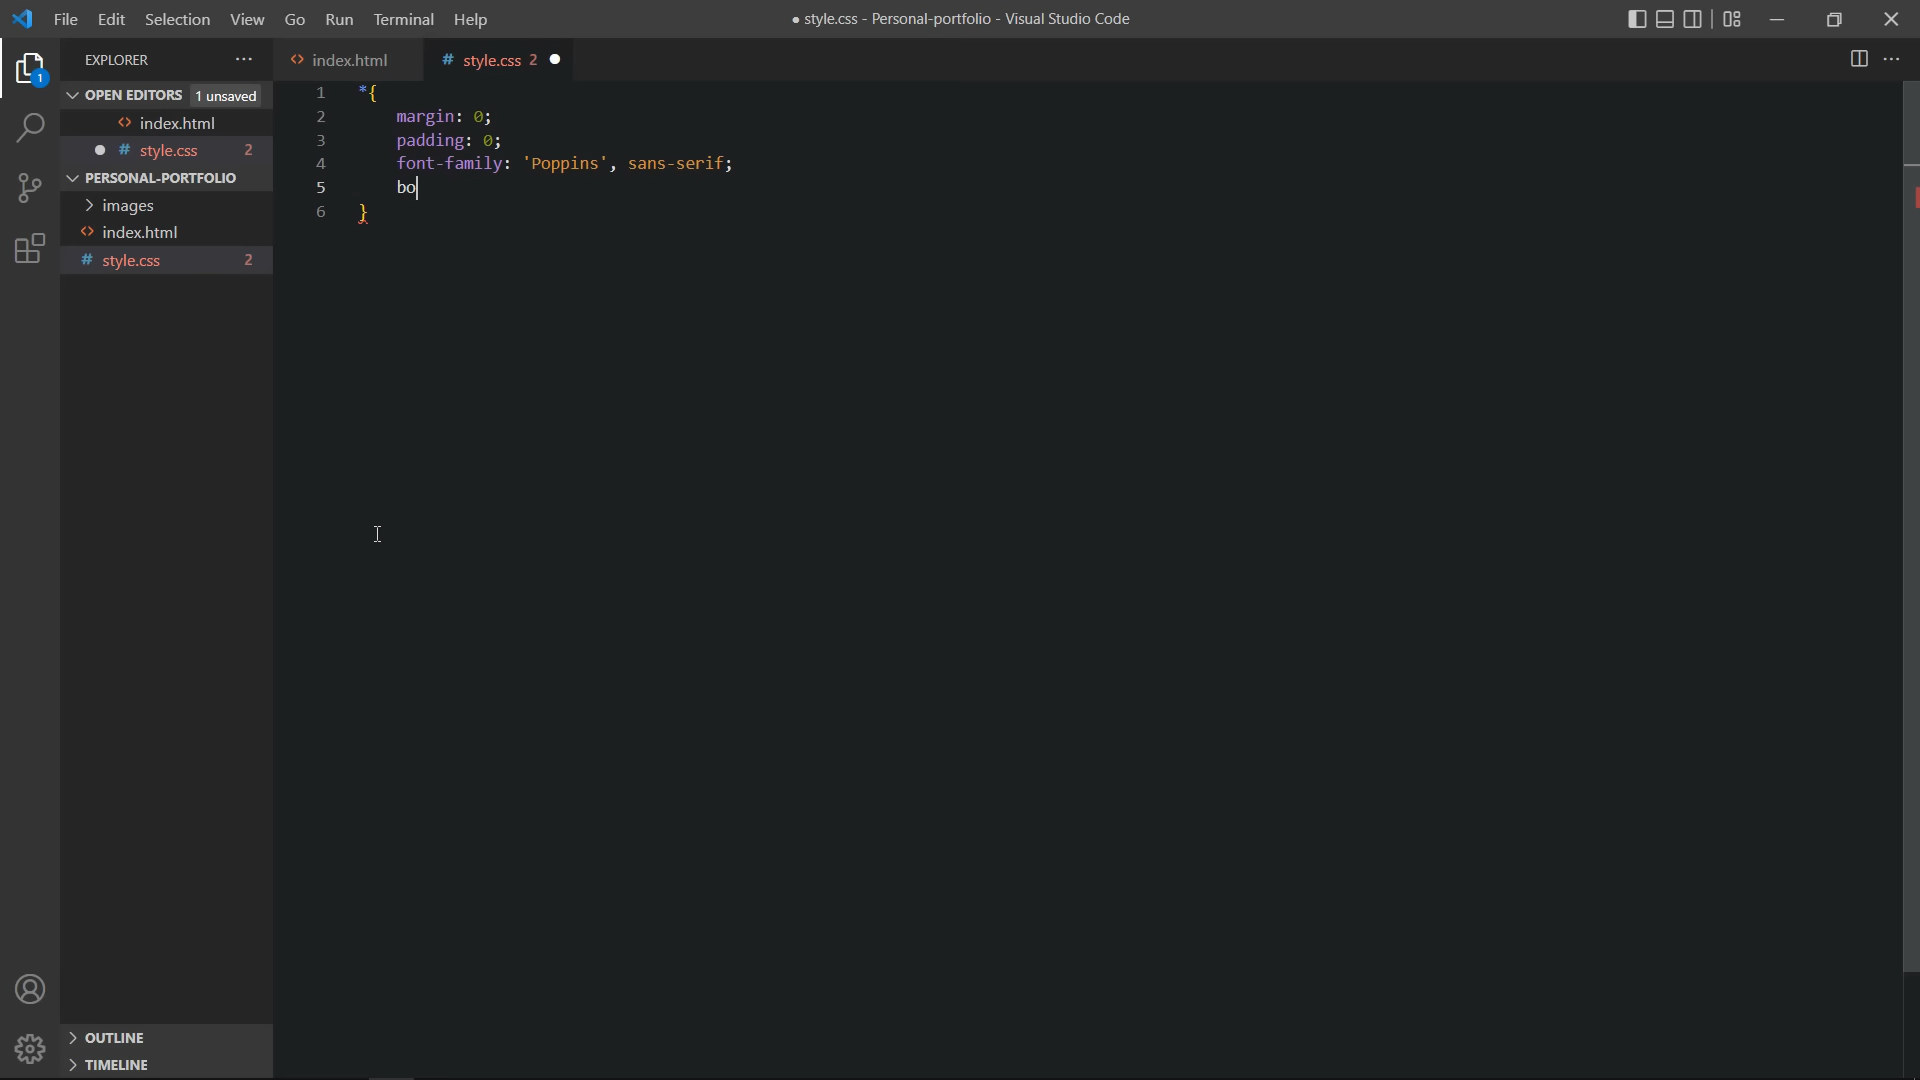 File Edit Selection View Go Run Terminal Help
● style.css - Personal-portfolio - Visual Studio Code
1
EXPLORER
OPEN EDITORS 1 unsaved
<> index.html
# style.css 2
PERSONAL-PORTFOLIO
images
<> index.html
# style.css 2
OUTLINE
TIMELINE
<> index.html
# style.css 2
1 *{
2 margin: 0;
3 padding: 0;
4 font-family: 'Poppins', sans-serif;
5 bo
6 }